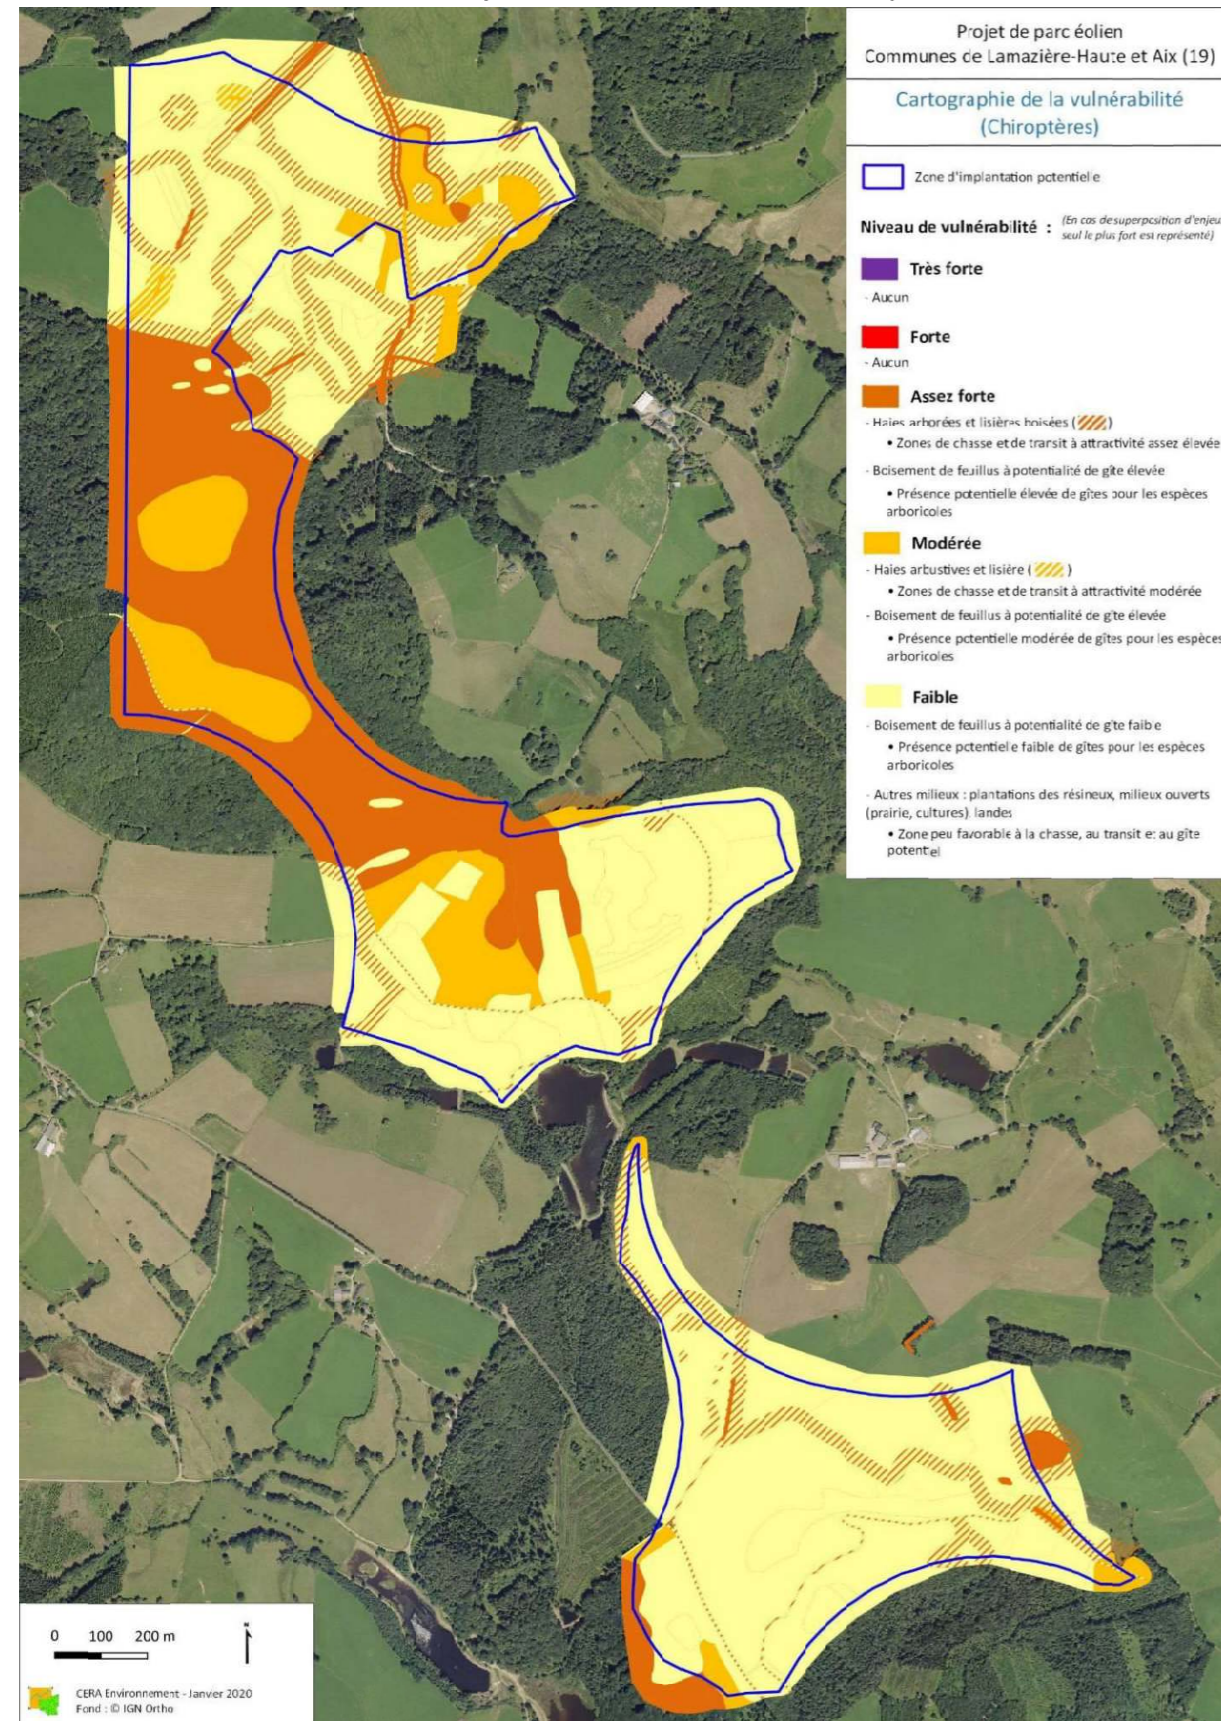 Projet de parc éolien
Communes de Lamazière-Haute et Aix (19)
Cartographie de la vulnérabilité
(Chiroptères)
Zone d'implantation potentielle
Niveau de vulnérabilité : (En cas de superposition d'enjeu
seul le plus fort est représenté)
Très forte
- Aucun
Forte
- Aucun
Assez forte
- Haies arborées et lisières boisées ( )
• Zones de chasse et de transit à attractivité assez élevée
- Boisement de feuillus à potentialité de gîte élevée
• Présence potentielle élevée de gîtes pour les espèces
arboricoles
Modérée
- Haies arbustives et lisière ( )
• Zones de chasse et de transit à attractivité modérée
- Boisement de feuillus à potentialité de gîte élevée
• Présence potentielle modérée de gîtes pour les espèces
arboricoles
Faible
- Boisement de feuillus à potentialité de gîte faible
• Présence potentielle faible de gîtes pour les espèces
arboricoles
- Autres milieux : plantations des résineux, milieux ouverts
(prairie, cultures) landes
• Zone peu favorable à la chasse, au transit et au gîte
potentiel
0 100 200 m
N
CERA Environnement - Janvier 2020
Fond : © IGN Ortho